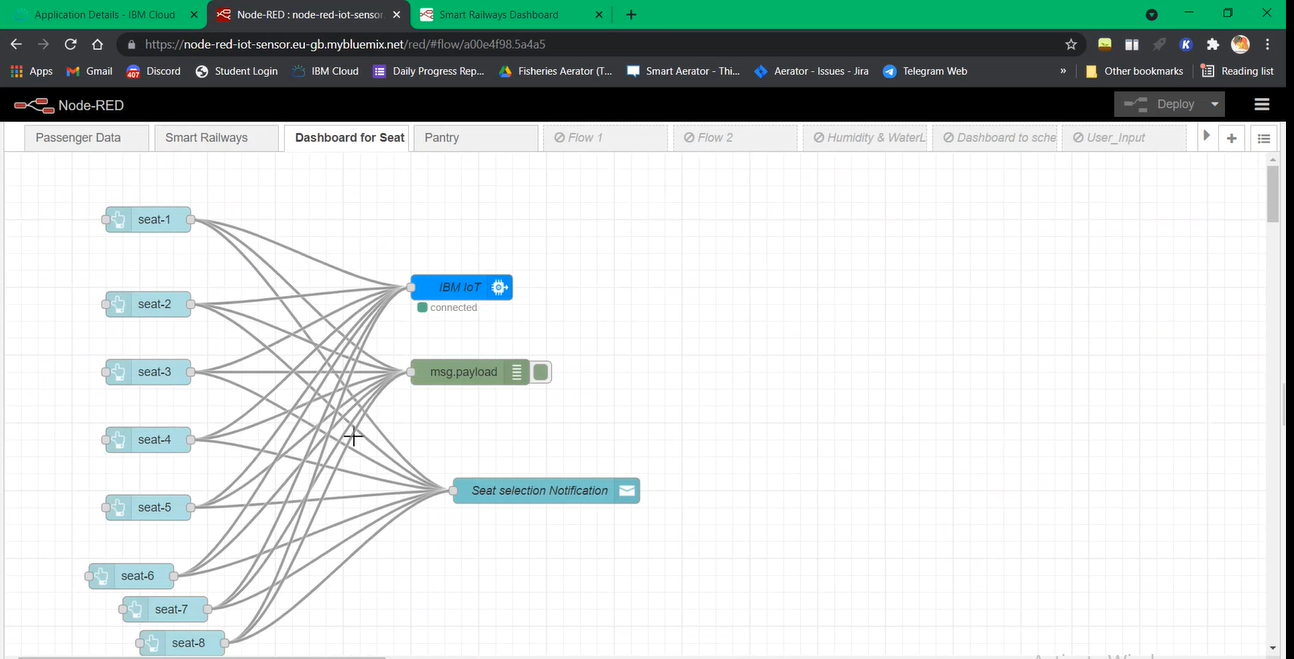 Application Details - IBM Cloud
Node-RED : node-red-iot-sensor
Smart Railways Dashboard
https://node-red-iot-sensor.eu-gb.mybluemix.net/red/#flow/a00e4f98.5a4a5
Apps
Gmail
407
Discord
Student Login
IBM Cloud
Daily Progress Rep...
Fisheries Aerator (T...
Smart Aerator - Thi...
Aerator - Issues - Jira
Telegram Web
»
Other bookmarks
Reading list
Node-RED
Deploy
Passenger Data
Smart Railways
Dashboard for Seat
Pantry
Flow 1
Flow 2
Humidity & WaterL
Dashboard to sche
User_Input
seat-1
IBM IoT
seat-2
connected
seat-3
msg.payload
seat-4
Seat selection Notification
seat-5
seat-6
seat-7
seat-8